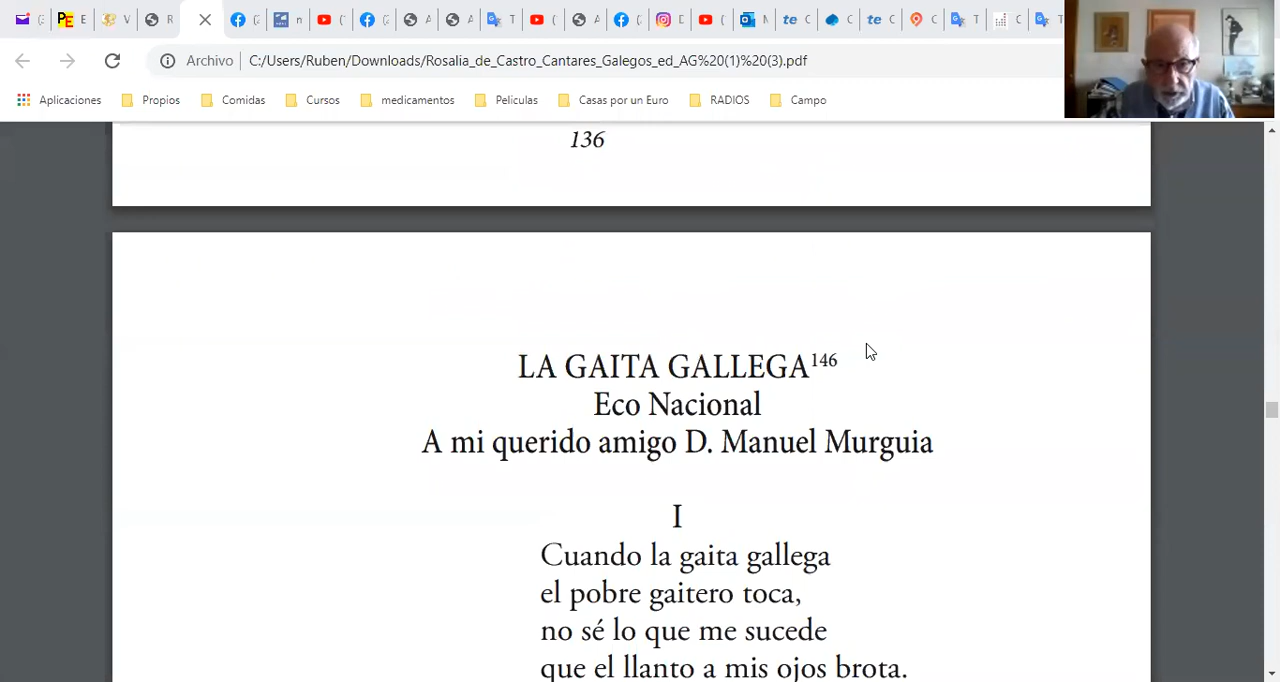 Archivo C:/Users/Ruben/Downloads/Rosalia_de_Castro_Cantares_Galegos_ed_AG%20(1)%20(3).pdf
Aplicaciones Propios Comidas Cursos medicamentos Peliculas Casas por un Euro RADIOS Campo
136
LA GAITA GALLEGA146
Eco Nacional
A mi querido amigo D. Manuel Murguia
I
Cuando la gaita gallega
el pobre gaitero toca,
no sé lo que me sucede
que el llanto a mis ojos brota.